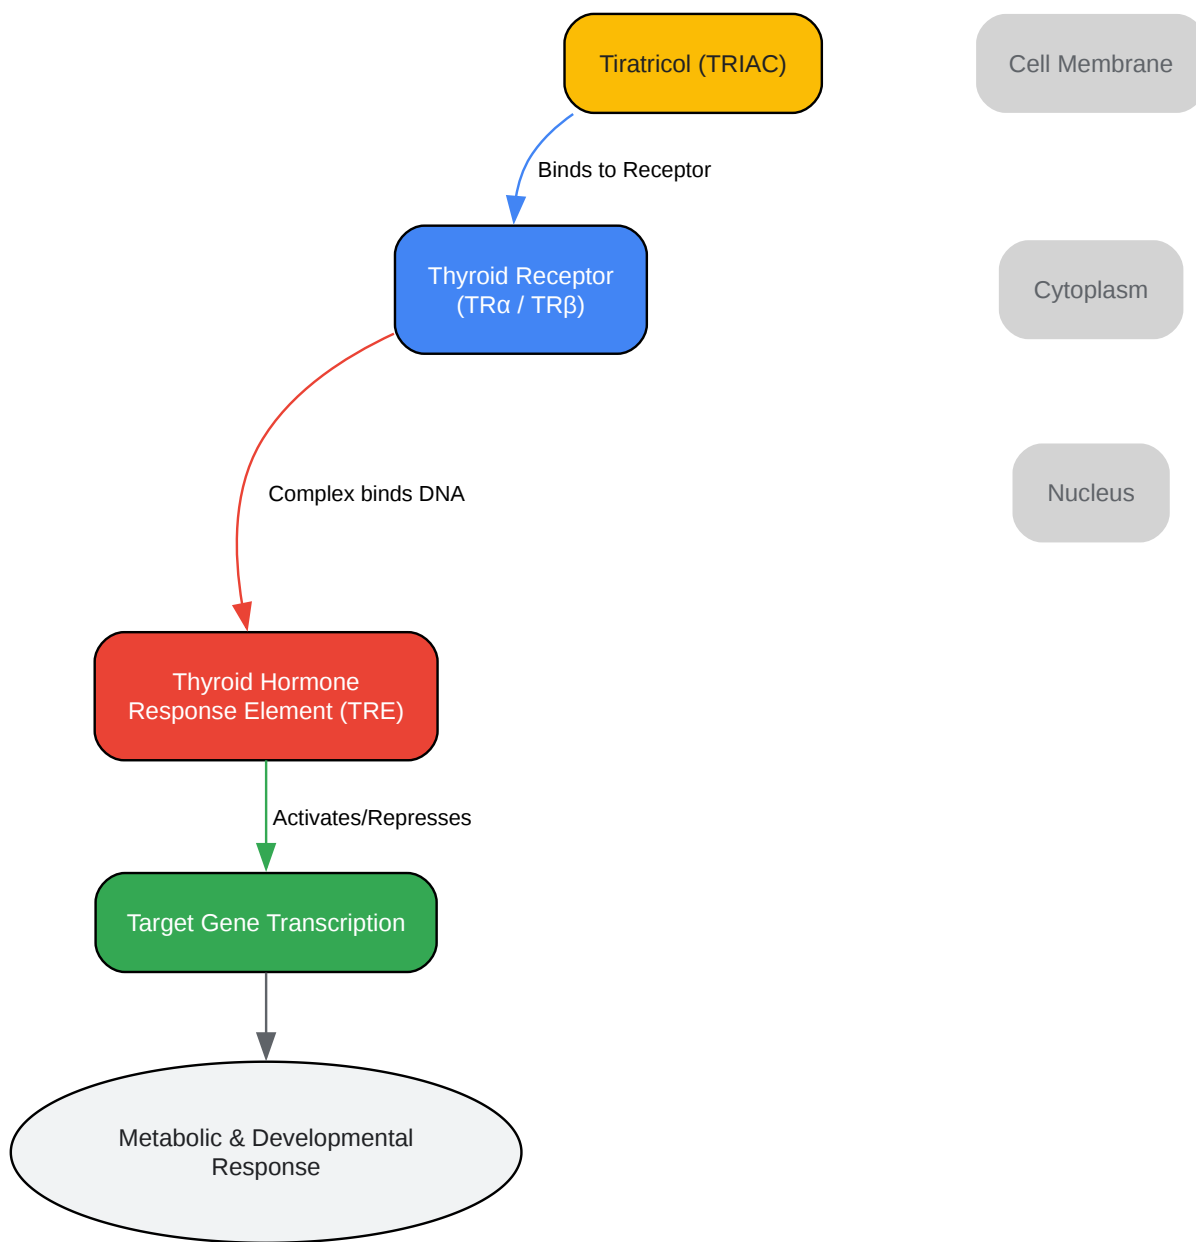 Tiratricol (TRIAC)
Cell Membrane
Binds to Receptor
Thyroid Receptor
(TRα / TRβ)
Cytoplasm
Complex binds DNA
Nucleus
Thyroid Hormone
Response Element (TRE)
Activates/Represses
Target Gene Transcription
Metabolic & Developmental
Response